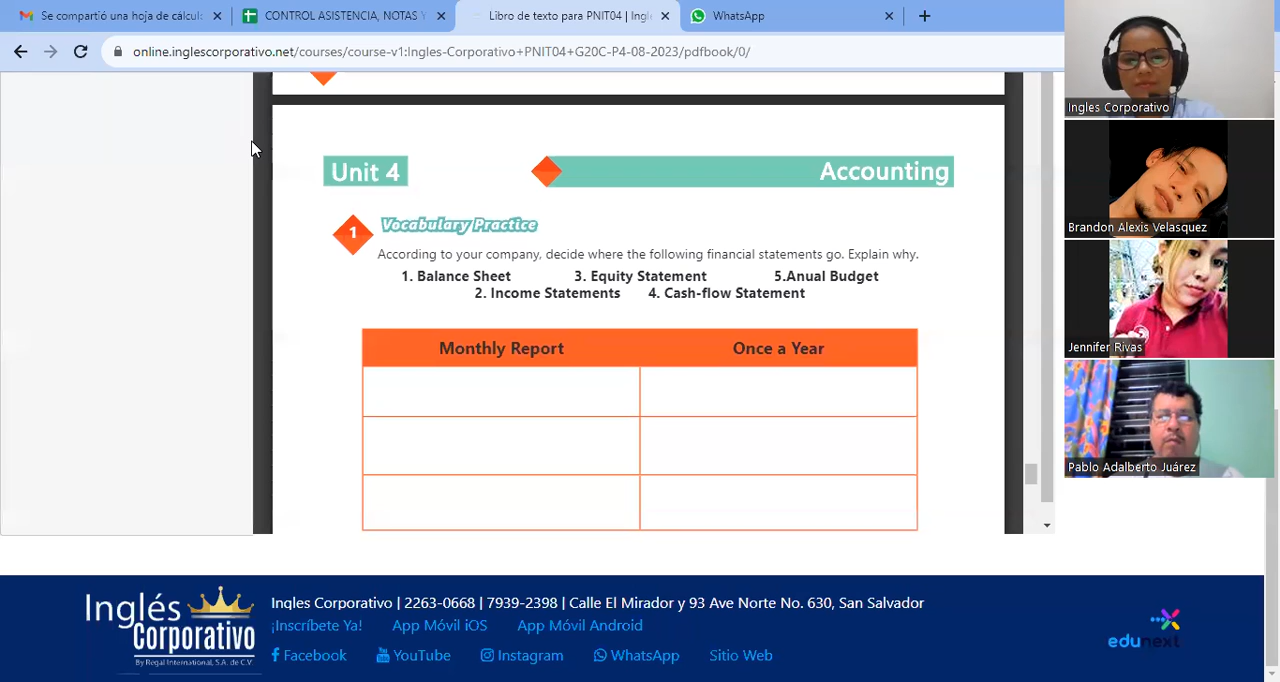 Se compartió una hoja de cálcul
CONTROL ASISTENCIA, NOTAS Y
Libro de texto para PNIT04 | Ingl
WhatsApp
online.inglescorporativo.net/courses/course-v1:Ingles-Corporativo+PNIT04+G20C-P4-08-2023/pdfbook/0/
Ingles Corporativo
Brandon Alexis Velasquez
Jennifer Rivas
Pablo Adalberto Juárez
Unit 4
Accounting
1
Vocabulary Practice
According to your company, decide where the following financial statements go. Explain why.
1. Balance Sheet 3. Equity Statement 5.Anual Budget
2. Income Statements 4. Cash-flow Statement
Monthly Report Once a Year
Inglés
Corporativo
By Regal International, S.A. de C.V.
Ingles Corporativo | 2263-0668 | 7939-2398 | Calle El Mirador y 93 Ave Norte No. 630, San Salvador
¡Inscríbete Ya! App Móvil iOS App Móvil Android
Facebook YouTube Instagram WhatsApp Sitio Web
edunext